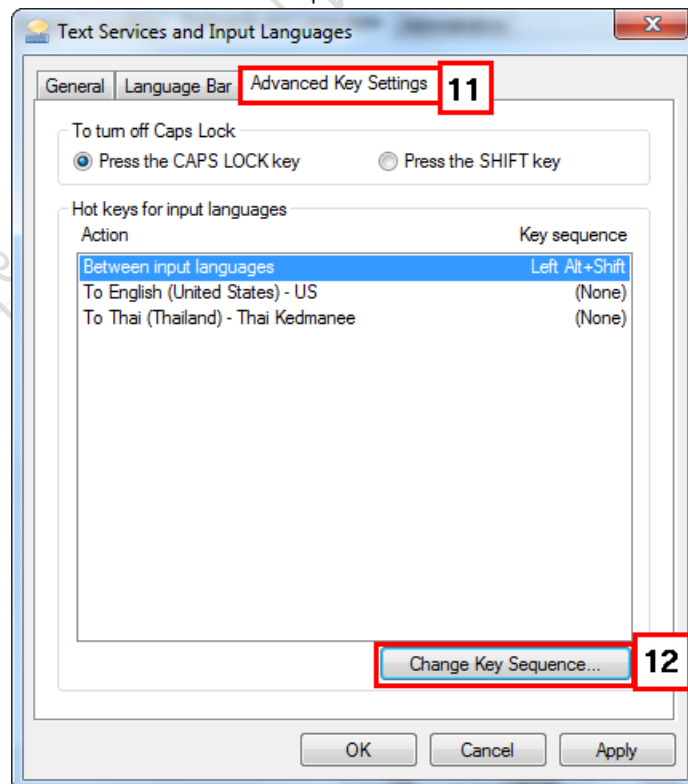 Text Services and Input Languages
General Language Bar Advanced Key Settings 11
To turn off Caps Lock
Press the CAPS LOCK key Press the SHIFT key
Hot keys for input languages
Action Key sequence
Between input languages Left Alt+Shift
To English (United States) - US (None)
To Thai (Thailand) - Thai Kedmanee (None)
Change Key Sequence... 12
OK Cancel Apply